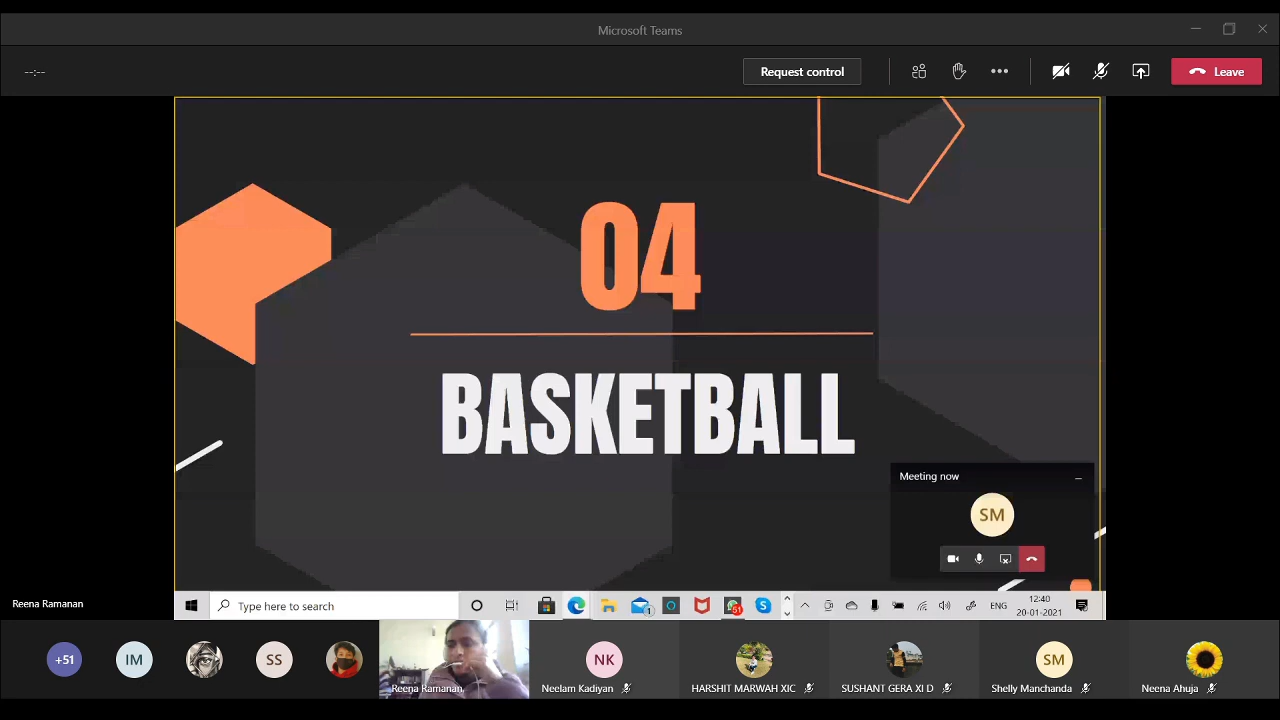 Microsoft Teams
--:--
Request control
Leave
04
BASKETBALL
Meeting now
SM
Reena Ramanan
Type here to search
1
51
ENG
12:40
20-01-2021
+51
IM
SS
Reena Ramanan
NK
Neelam Kadiyan
HARSHIT MARWAH XIC
SUSHANT GERA XI D
SM
Shelly Manchanda
Neena Ahuja